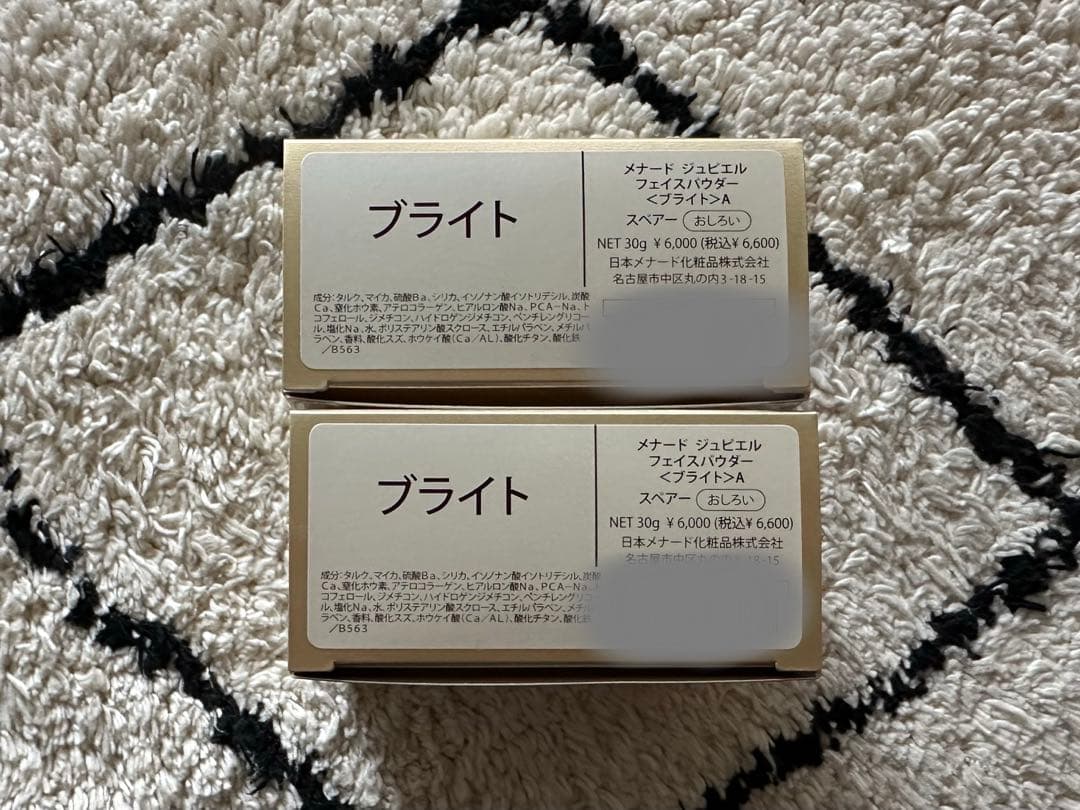 ブライト
メナード ジュピエル
フェイスパウダー
<ブライト>A
スペアー おしろい
NET 30g ¥6,000 (税込¥6,600)
日本メナード化粧品株式会社
名古屋市中区丸の内3-18-15
成分:タルク、マイカ、硫酸Ba、シリカ、イソノナン酸イソトリデシル、炭酸
Ca、窒化ホウ素、アテロコラーゲン、ヒアルロン酸Na、PCA-Na、ト
コフェロール、ジメチコン、ハイドロゲンジメチコン、ペンチレングリコー
ル、塩化Na、水、ポリステアリン酸スクロース、エチルパラベン、メチルパ
ラベン、香料、酸化スズ、ホウケイ酸(Ca/AL)、酸化チタン、酸化鉄
/B563
ブライト
メナード ジュピエル
フェイスパウダー
<ブライト>A
スペアー おしろい
NET 30g ¥6,000 (税込¥6,600)
日本メナード化粧品株式会社
名古屋市中区丸の内3-18-15
成分:タルク、マイカ、硫酸Ba、シリカ、イソノナン酸イソトリデシル、炭酸
Ca、窒化ホウ素、アテロコラーゲン、ヒアルロン酸Na、PCA-Na、
コフェロール、ジメチコン、ハイドロゲンジメチコン、ペンチレングリコ
ル、塩化Na、水、ポリステアリン酸スクロース、エチルパラベン、メチル
ラベン、香料、酸化スズ、ホウケイ酸(Ca/AL)、酸化チタン、酸化鉄
/B563